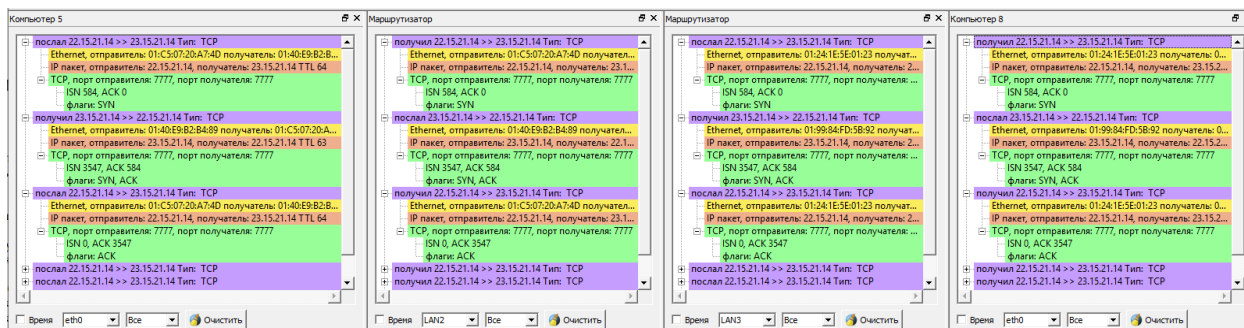 Компьютер 5
послал 22.15.21.14 >> 23.15.21.14 Тип: TCP
Ethernet, отправитель: 01:C5:07:20:A7:4D получатель: 01:40:E9:B2:B...
IP пакет, отправитель: 22.15.21.14, получатель: 23.15.21.14 TTL 64
TCP, порт отправителя: 7777, порт получателя: 7777
ISN 584, ACK 0
флаги: SYN
получил 23.15.21.14 >> 22.15.21.14 Тип: TCP
Ethernet, отправитель: 01:40:E9:B2:B4:89 получатель: 01:C5:07:20:A...
IP пакет, отправитель: 23.15.21.14, получатель: 22.15.21.14 TTL 63
TCP, порт отправителя: 7777, порт получателя: 7777
ISN 3547, ACK 584
флаги: SYN, ACK
послал 22.15.21.14 >> 23.15.21.14 Тип: TCP
Ethernet, отправитель: 01:C5:07:20:A7:4D получатель: 01:40:E9:B2:B...
IP пакет, отправитель: 22.15.21.14, получатель: 23.15.21.14 TTL 64
TCP, порт отправителя: 7777, порт получателя: 7777
ISN 0, ACK 3547
флаги: ACK
послал 22.15.21.14 >> 23.15.21.14 Тип: TCP
послал 22.15.21.14 >> 23.15.21.14 Тип: TCP
Время eth0 Все Очистить
Маршрутизатор
получил 22.15.21.14 >> 23.15.21.14 Тип: TCP
Ethernet, отправитель: 01:C5:07:20:A7:4D получател...
IP пакет, отправитель: 22.15.21.14, получатель: 23.1...
TCP, порт отправителя: 7777, порт получателя: 7777
ISN 584, ACK 0
флаги: SYN
послал 23.15.21.14 >> 22.15.21.14 Тип: TCP
Ethernet, отправитель: 01:40:E9:B2:B4:89 получател...
IP пакет, отправитель: 23.15.21.14, получатель: 22.1...
TCP, порт отправителя: 7777, порт получателя: 7777
ISN 3547, ACK 584
флаги: SYN, ACK
получил 22.15.21.14 >> 23.15.21.14 Тип: TCP
Ethernet, отправитель: 01:C5:07:20:A7:4D получател...
IP пакет, отправитель: 22.15.21.14, получатель: 23.1...
TCP, порт отправителя: 7777, порт получателя: 7777
ISN 0, ACK 3547
флаги: ACK
получил 22.15.21.14 >> 23.15.21.14 Тип: TCP
получил 22.15.21.14 >> 23.15.21.14 Тип: TCP
Время LAN2 Все Очистить
Маршрутизатор
послал 22.15.21.14 >> 23.15.21.14 Тип: TCP
Ethernet, отправитель: 01:24:1E:5E:01:23 получат...
IP пакет, отправитель: 22.15.21.14, получатель: 2...
TCP, порт отправителя: 7777, порт получателя: ...
ISN 584, ACK 0
флаги: SYN
получил 23.15.21.14 >> 22.15.21.14 Тип: TCP
Ethernet, отправитель: 01:99:84:FD:5B:92 получат...
IP пакет, отправитель: 23.15.21.14, получатель: 2...
TCP, порт отправителя: 7777, порт получателя: ...
ISN 3547, ACK 584
флаги: SYN, ACK
послал 22.15.21.14 >> 23.15.21.14 Тип: TCP
Ethernet, отправитель: 01:24:1E:5E:01:23 получат...
IP пакет, отправитель: 22.15.21.14, получатель: 2...
TCP, порт отправителя: 7777, порт получателя: ...
ISN 0, ACK 3547
флаги: ACK
послал 22.15.21.14 >> 23.15.21.14 Тип: TCP
послал 22.15.21.14 >> 23.15.21.14 Тип: TCP
Время LAN3 Все Очистить
Компьютер 8
получил 22.15.21.14 >> 23.15.21.14 Тип: TCP
Ethernet, отправитель: 01:24:1E:5E:01:23 получатель: 0...
IP пакет, отправитель: 22.15.21.14, получатель: 23.15.2...
TCP, порт отправителя: 7777, порт получателя: 7777
ISN 584, ACK 0
флаги: SYN
послал 23.15.21.14 >> 22.15.21.14 Тип: TCP
Ethernet, отправитель: 01:99:84:FD:5B:92 получатель: 0...
IP пакет, отправитель: 23.15.21.14, получатель: 22.15.2...
TCP, порт отправителя: 7777, порт получателя: 7777
ISN 3547, ACK 584
флаги: SYN, ACK
получил 22.15.21.14 >> 23.15.21.14 Тип: TCP
Ethernet, отправитель: 01:24:1E:5E:01:23 получатель: 0...
IP пакет, отправитель: 22.15.21.14, получатель: 23.15.2...
TCP, порт отправителя: 7777, порт получателя: 7777
ISN 0, ACK 3547
флаги: ACK
получил 22.15.21.14 >> 23.15.21.14 Тип: TCP
получил 22.15.21.14 >> 23.15.21.14 Тип: TCP
Время eth0 Все Очистить